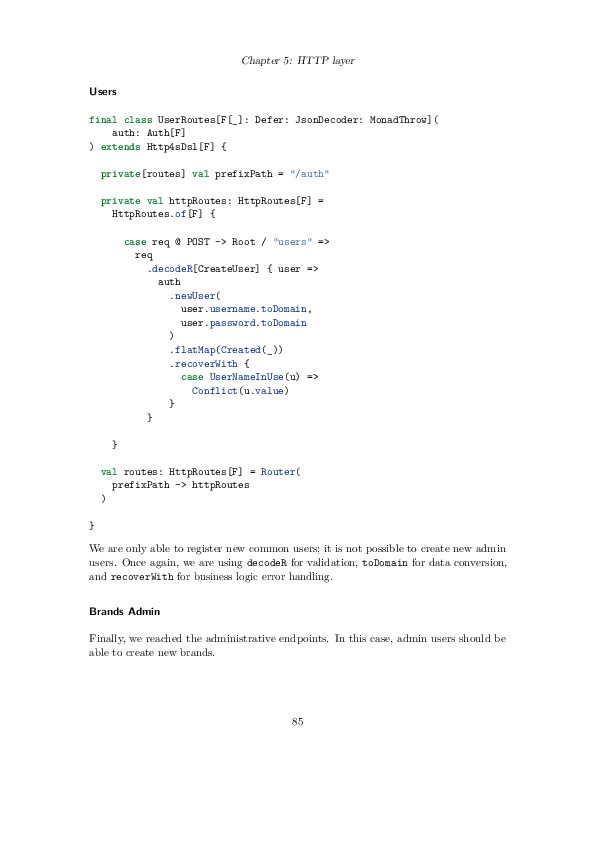 Chapter 5: HTTP layer
Users
final class UserRoutes[F[_]: Defer: JsonDecoder: MonadThrow](
    auth: Auth[F]
) extends Http4sDsl[F] {
  private[routes] val prefixPath = "/auth"
  private val httpRoutes: HttpRoutes[F] =
    HttpRoutes.of[F] {
      case req @ POST -> Root / "users" =>
        req
          .decodeR[CreateUser] { user =>
            auth
              .newUser(
                user.username.toDomain,
                user.password.toDomain
              )
              .flatMap(Created(_))
              .recoverWith {
                case UserNameInUse(u) =>
                  Conflict(u.value)
              }
          }
    }
  val routes: HttpRoutes[F] = Router(
    prefixPath -> httpRoutes
  )
}
We are only able to register new common users; it is not possible to create new admin
users. Once again, we are using decodeR for validation, toDomain for data conversion,
and recoverWith for business logic error handling.
Brands Admin
Finally, we reached the administrative endpoints. In this case, admin users should be
able to create new brands.
85